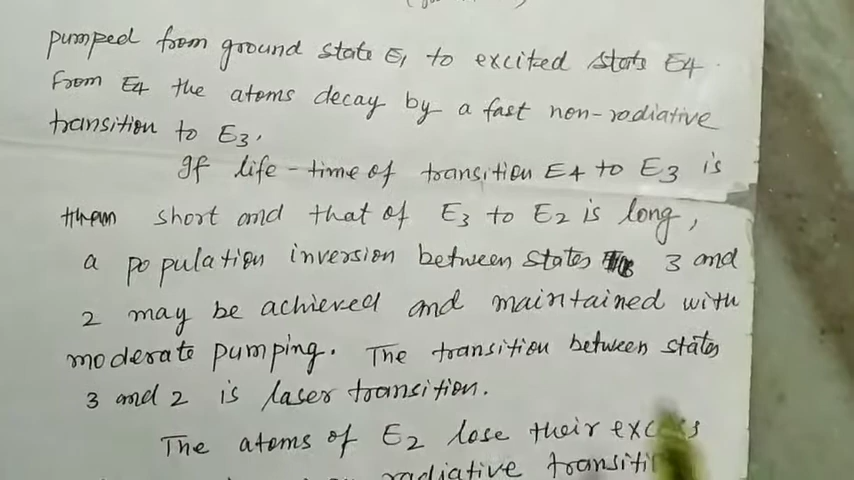 pumped from ground state E1 to excited state E4.
From E4 the atoms decay by a fast non-radiative
transition to E3.
If life-time of transition E4 to E3 is
short and that of E3 to E2 is long,
a population inversion between states 3 and
2 may be achieved and maintained with
moderate pumping. The transition between states
3 and 2 is laser transition.
The atoms of E2 lose their excess
radiative